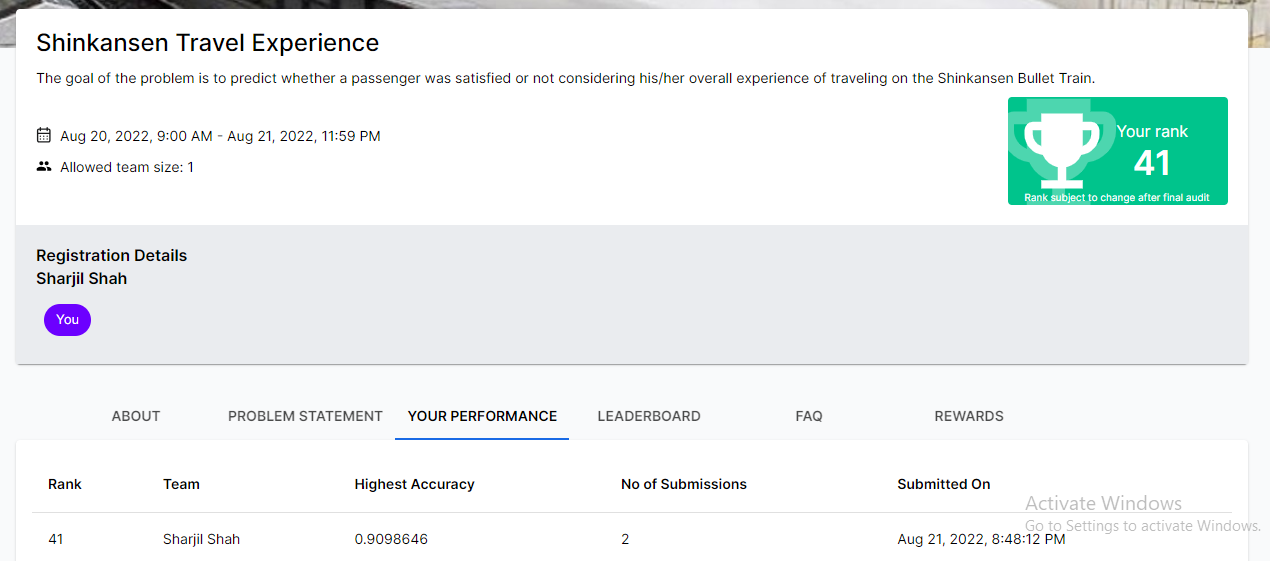 Shinkansen Travel Experience
The goal of the problem is to predict whether a passenger was satisfied or not considering his/her overall experience of traveling on the Shinkansen Bullet Train.
Aug 20, 2022, 9:00 AM - Aug 21, 2022, 11:59 PM
Allowed team size: 1
Your rank
41
Rank subject to change after final audit
Registration Details
Sharjil Shah
You
ABOUT PROBLEM STATEMENT YOUR PERFORMANCE LEADERBOARD FAQ REWARDS
Rank Team Highest Accuracy No of Submissions Submitted On
41 Sharjil Shah 0.9098646 2 Aug 21, 2022, 8:48:12 PM
Activate Windows
Go to Settings to activate Windows.